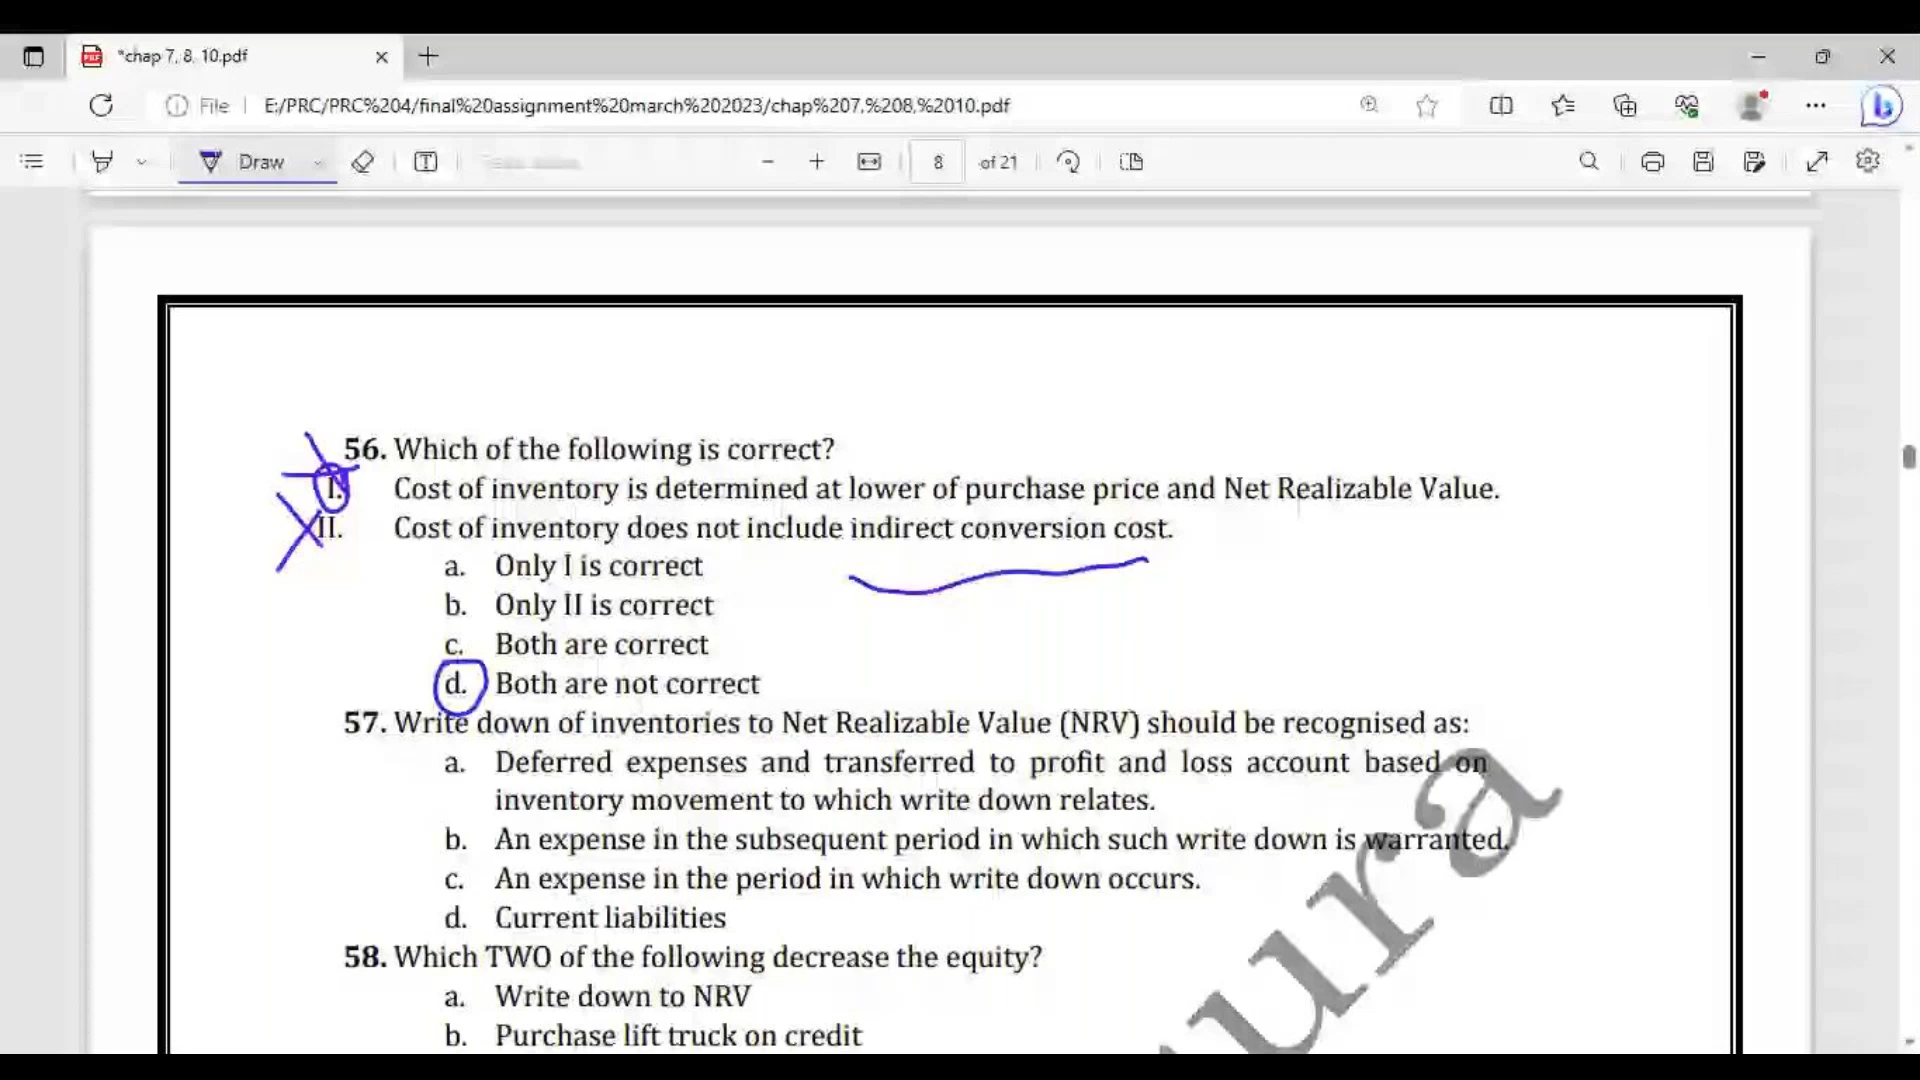 *chap 7, 8, 10.pdf
File E:/PRC/PRC%204/final%20assignment%20march%202023/chap%207,%208,%2010.pdf
Draw 8 of 21
56. Which of the following is correct?
I. Cost of inventory is determined at lower of purchase price and Net Realizable Value.
II. Cost of inventory does not include indirect conversion cost.
a. Only I is correct
b. Only II is correct
c. Both are correct
d. Both are not correct
57. Write down of inventories to Net Realizable Value (NRV) should be recognised as:
a. Deferred expenses and transferred to profit and loss account based on
inventory movement to which write down relates.
b. An expense in the subsequent period in which such write down is warranted.
c. An expense in the period in which write down occurs.
d. Current liabilities
58. Which TWO of the following decrease the equity?
a. Write down to NRV
b. Purchase lift truck on credit
ura